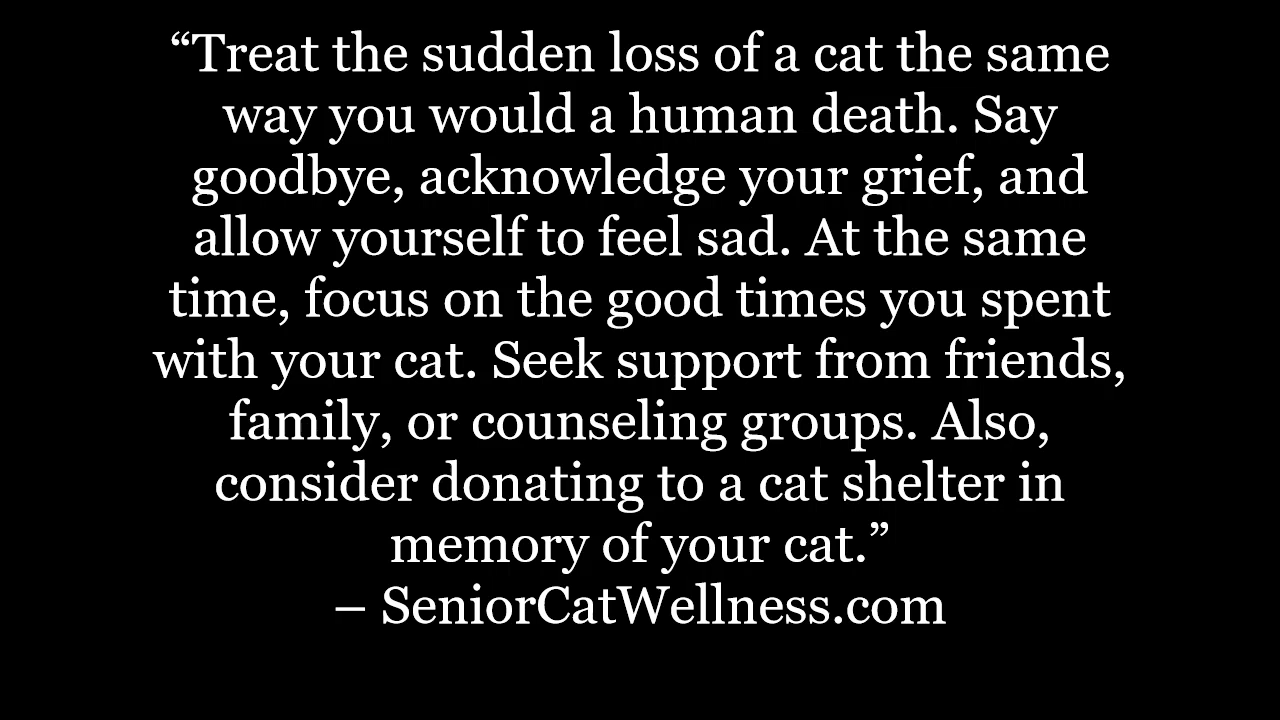 “Treat the sudden loss of a cat the same
way you would a human death. Say
goodbye, acknowledge your grief, and
allow yourself to feel sad. At the same
time, focus on the good times you spent
with your cat. Seek support from friends,
family, or counseling groups. Also,
consider donating to a cat shelter in
memory of your cat.”
– SeniorCatWellness.com